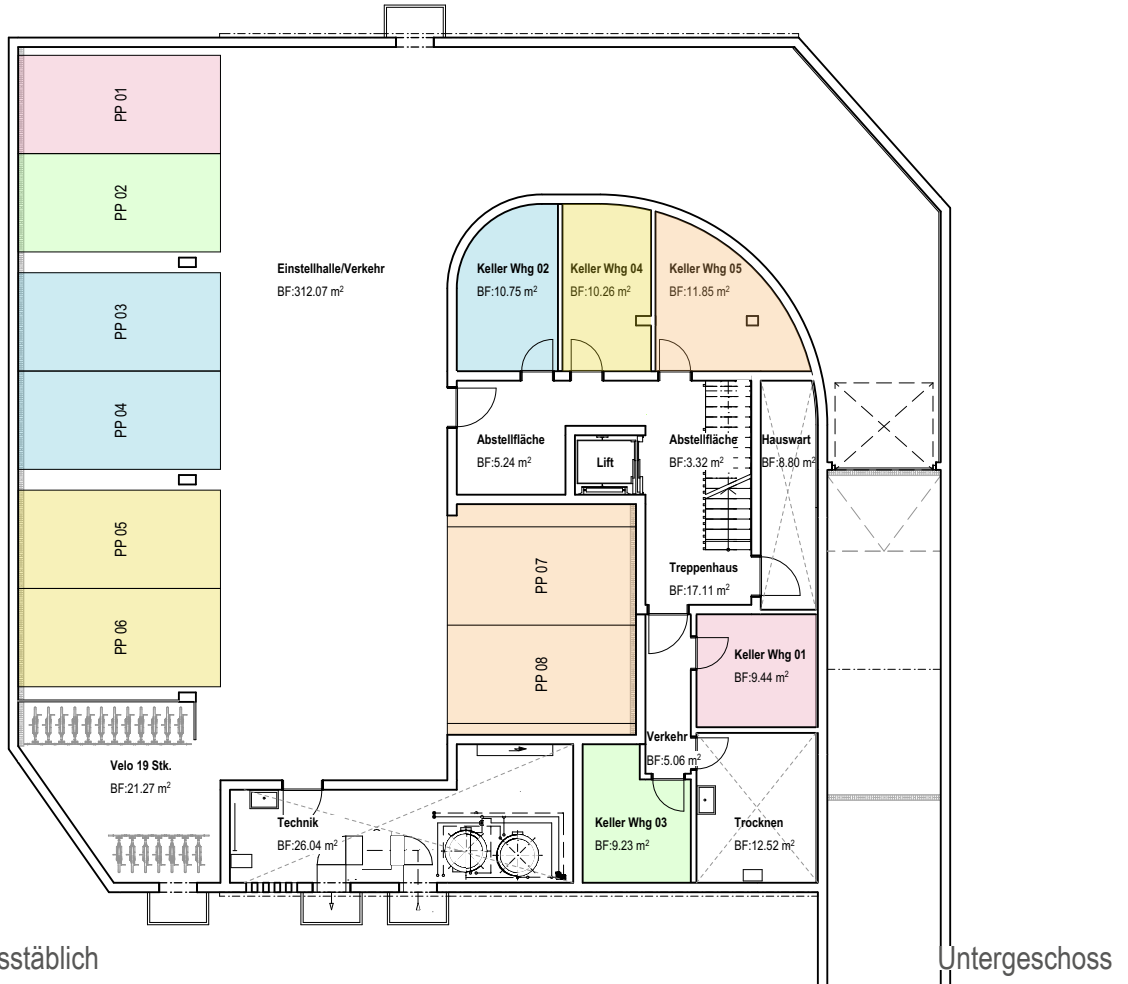 PP 01
PP 02
PP 03
PP 04
PP 05
PP 06
Einstellhalle/Verkehr
BF:312.07 m²
Keller Whg 02
BF:10.75 m²
Keller Whg 04
BF:10.26 m²
Keller Whg 05
BF:11.85 m²
Abstellfläche
BF:5.24 m²
Lift
Abstellfläche
BF:3.32 m²
Hauswart
BF:8.80 m²
PP 07
PP 08
Treppenhaus
BF:17.11 m²
Keller Whg 01
BF:9.44 m²
Verkehr
BF:5.06 m²
Velo 19 Stk.
BF:21.27 m²
Technik
BF:26.04 m²
Keller Whg 03
BF:9.23 m²
Trocknen
BF:12.52 m²
sstäblich
Untergeschoss